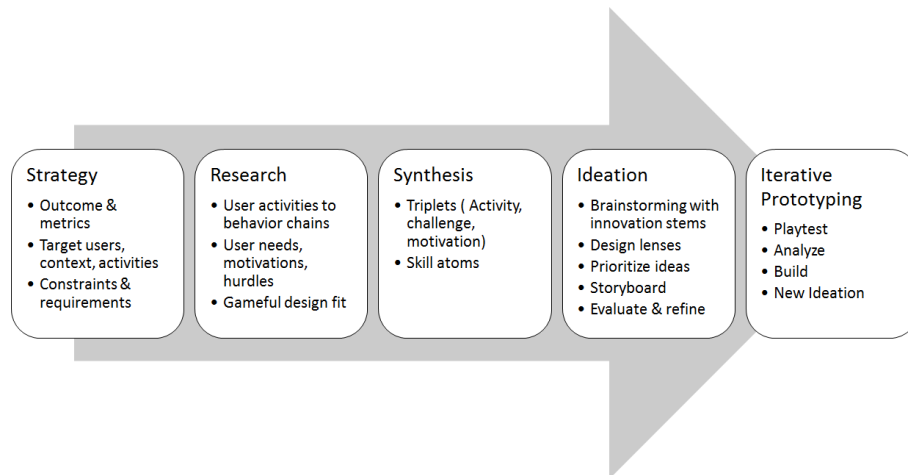 Strategy
• Outcome &
metrics
• Target users,
context, activities
• Constraints &
requirements
Research
• User activities to
behavior chains
• User needs,
motivations,
hurdles
• Gameful design fit
Synthesis
• Triplets ( Activity,
challenge,
motivation)
• Skill atoms
Ideation
• Brainstorming with
innovation stems
• Design lenses
• Prioritize ideas
• Storyboard
• Evaluate & refine
Iterative
Prototyping
• Playtest
• Analyze
• Build
• New Ideation